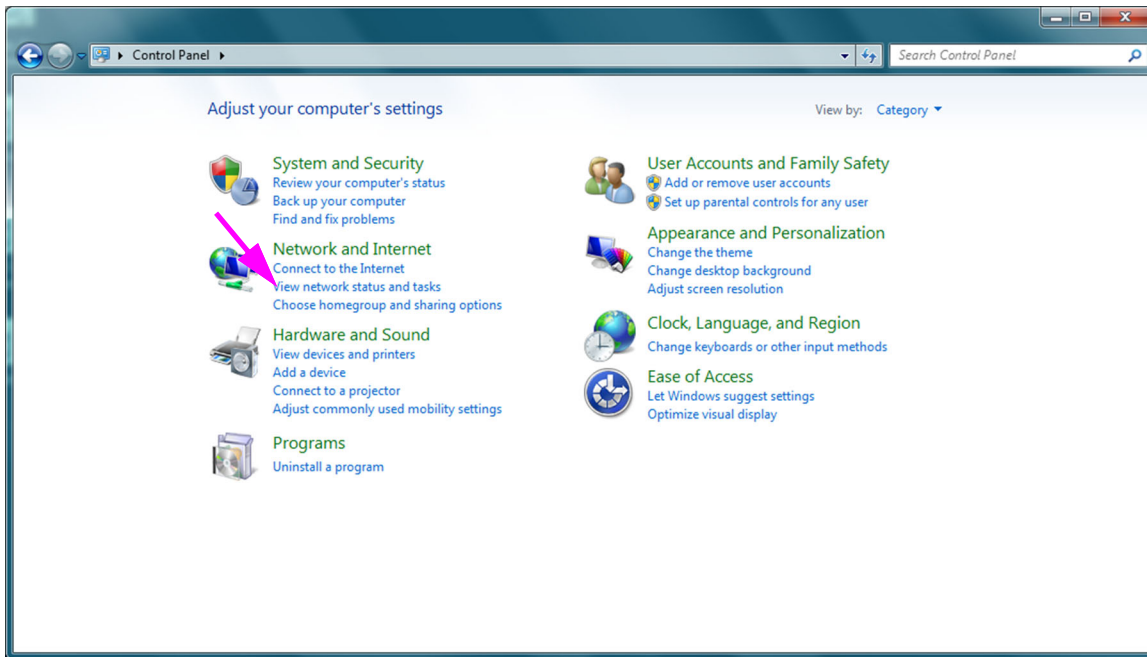 Control Panel
Search Control Panel
Adjust your computer's settings
View by: Category
System and Security
Review your computer's status
Back up your computer
Find and fix problems
Network and Internet
Connect to the Internet
View network status and tasks
Choose homegroup and sharing options
Hardware and Sound
View devices and printers
Add a device
Connect to a projector
Adjust commonly used mobility settings
Programs
Uninstall a program
User Accounts and Family Safety
Add or remove user accounts
Set up parental controls for any user
Appearance and Personalization
Change the theme
Change desktop background
Adjust screen resolution
Clock, Language, and Region
Change keyboards or other input methods
Ease of Access
Let Windows suggest settings
Optimize visual display